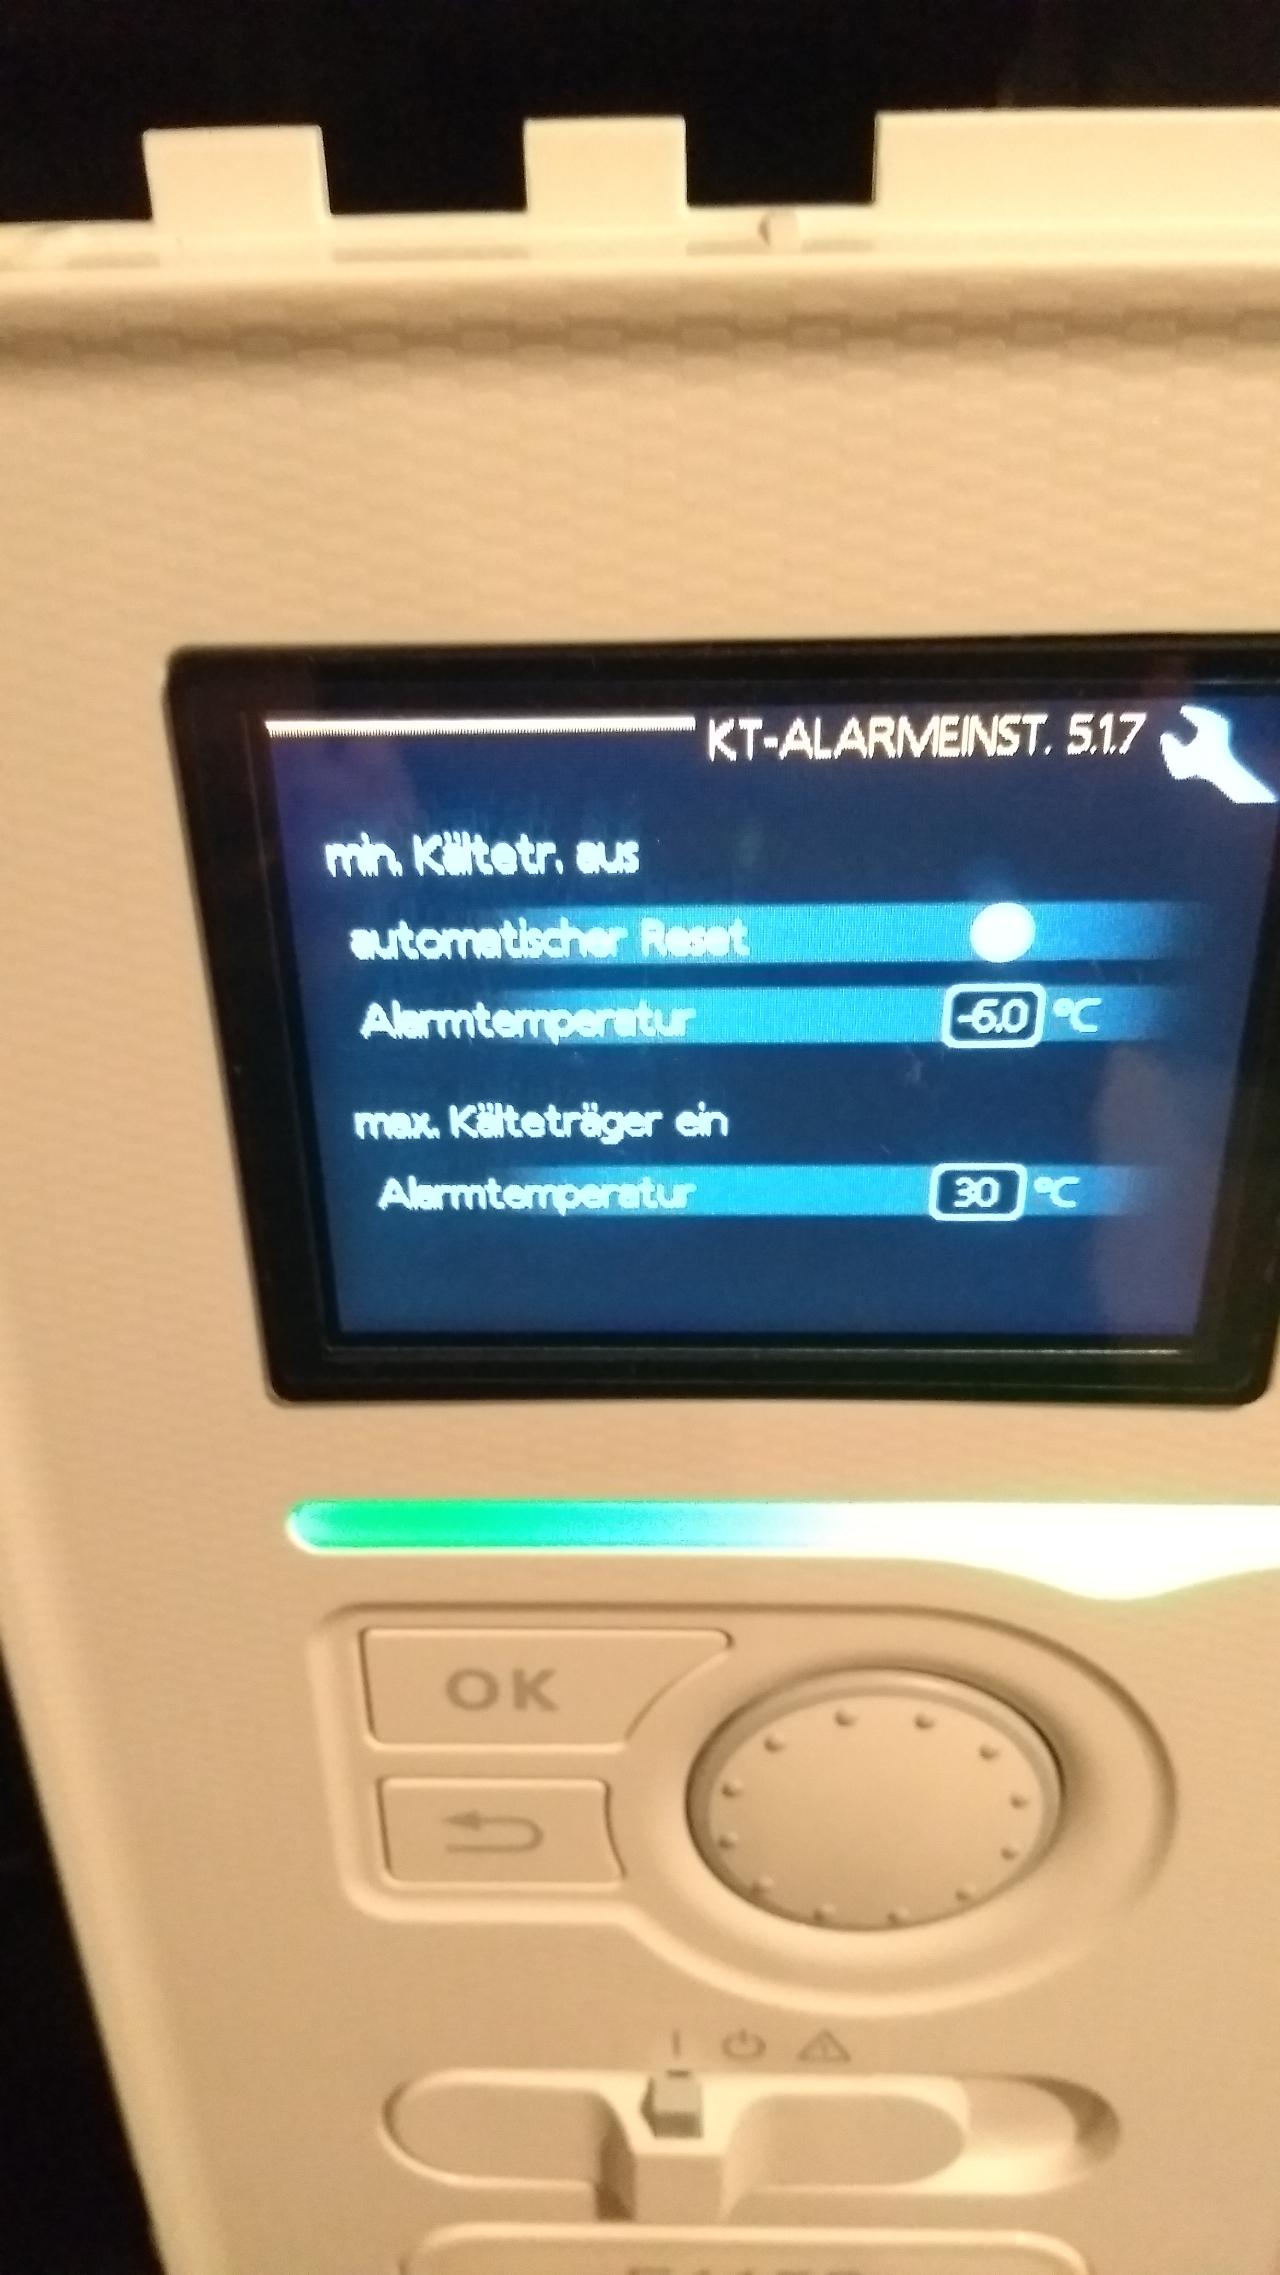 KT-ALARMEINST. 5.1.7
min. Kältetr. aus
automatischer Reset
Alarmtemperatur -6.0 °C
max. Kälteträger ein
Alarmtemperatur 30 °C
OK